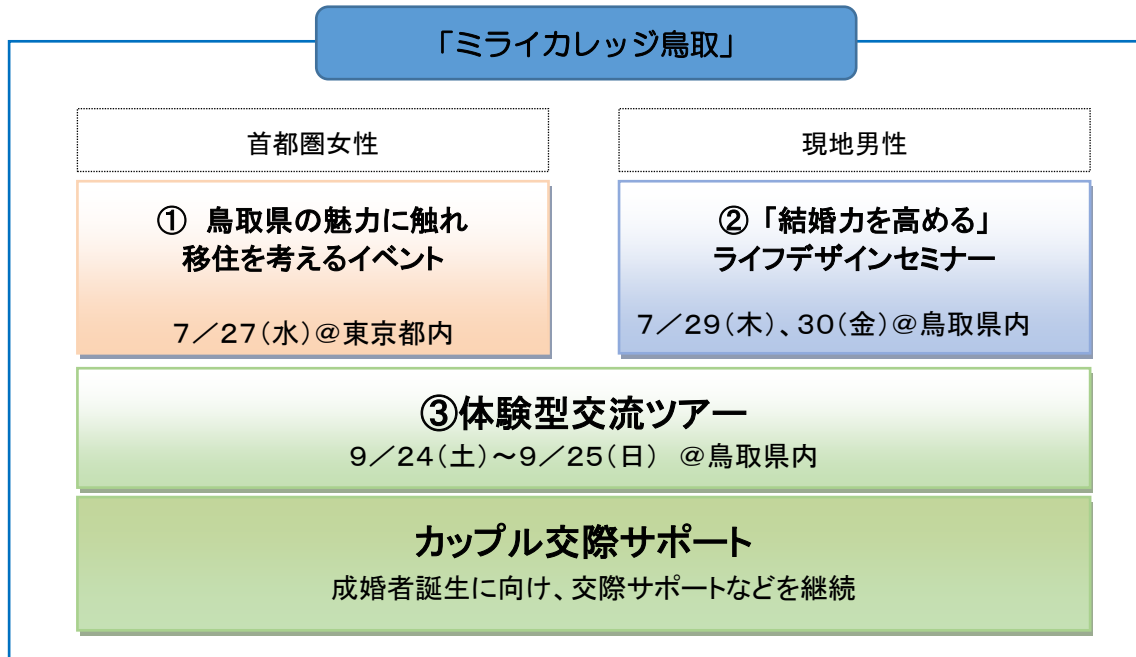 「ミライカレッジ鳥取」
首都圏女性
現地男性
① 鳥取県の魅力に触れ
移住を考えるイベント
7／27(水)@東京都内
② 「結婚力を高める」
ライフデザインセミナー
7／29(木)、30(金)@鳥取県内
③体験型交流ツアー
9／24(土)～9／25(日) @鳥取県内
カップル交際サポート
成婚者誕生に向け、交際サポートなどを継続